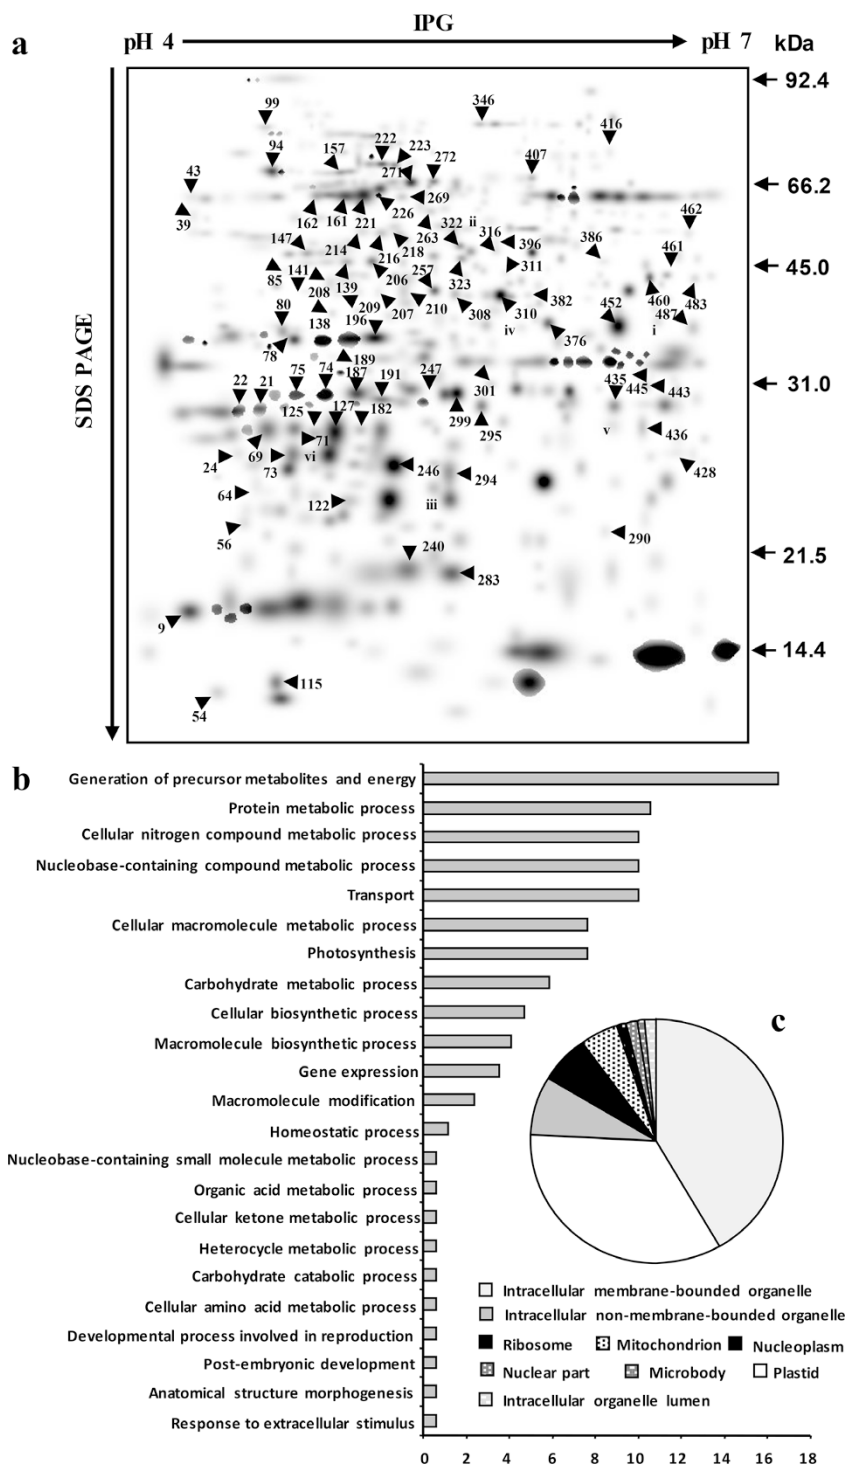 IPG
a pH 4 pH 7 kDa
92.4
99 346
416
94 157 222 223 407
43 271 272
66.2
39 162 161 221 226 269 462
147 214 216 218 263 322 ii 316 396 386 461
85 141 139 206 257 323 311 45.0
80 208 138 209 207 210 308 310 382 452 460 487 483
196 iv 376 i
78 189
22 21 75 74 187 191 247 301 435 445 443 31.0
125 127 182 299 295 v 436
24 69 73 vi 71 246 294 428
64 122 iii
56 290
240 21.5
283
9
14.4
115
54
SDS PAGE
b
Generation of precursor metabolites and energy
Protein metabolic process
Cellular nitrogen compound metabolic process
Nucleobase-containing compound metabolic process
Transport
Cellular macromolecule metabolic process
Photosynthesis
Carbohydrate metabolic process
Cellular biosynthetic process
Macromolecule biosynthetic process
Gene expression
Macromolecule modification
Homeostatic process
Nucleobase-containing small molecule metabolic process
Organic acid metabolic process
Cellular ketone metabolic process
Heterocycle metabolic process
Carbohydrate catabolic process
Cellular amino acid metabolic process
Developmental process involved in reproduction
Post-embryonic development
Anatomical structure morphogenesis
Response to extracellular stimulus
0 2 4 6 8 10 12 14 16 18
c
Intracellular membrane-bounded organelle
Intracellular non-membrane-bounded organelle
Ribosome Mitochondrion Nucleoplasm
Nuclear part Microbody Plastid
Intracellular organelle lumen